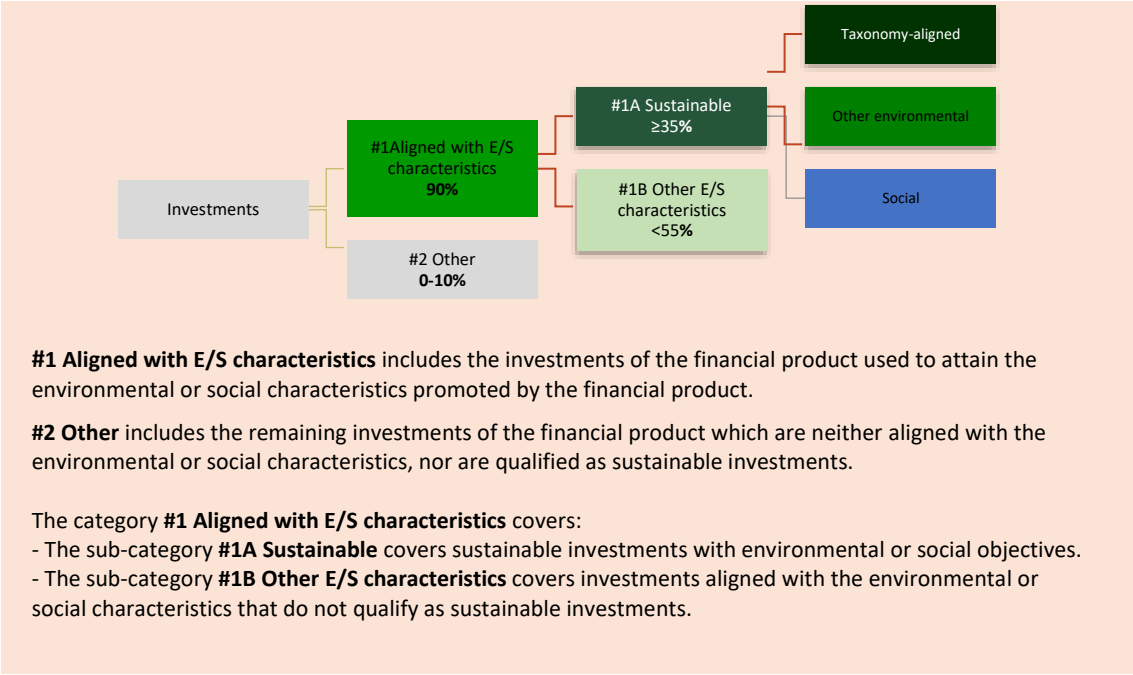 Taxonomy-aligned
#1A Sustainable
≥35%
Other environmental
#1Aligned with E/S
characteristics
90%
#1B Other E/S
characteristics
<55%
Investments
Social
#2 Other
0-10%
#1 Aligned with E/S characteristics includes the investments of the financial product used to attain the
environmental or social characteristics promoted by the financial product.
#2 Other includes the remaining investments of the financial product which are neither aligned with the
environmental or social characteristics, nor are qualified as sustainable investments.
The category #1 Aligned with E/S characteristics covers:
- The sub-category #1A Sustainable covers sustainable investments with environmental or social objectives.
- The sub-category #1B Other E/S characteristics covers investments aligned with the environmental or
social characteristics that do not qualify as sustainable investments.